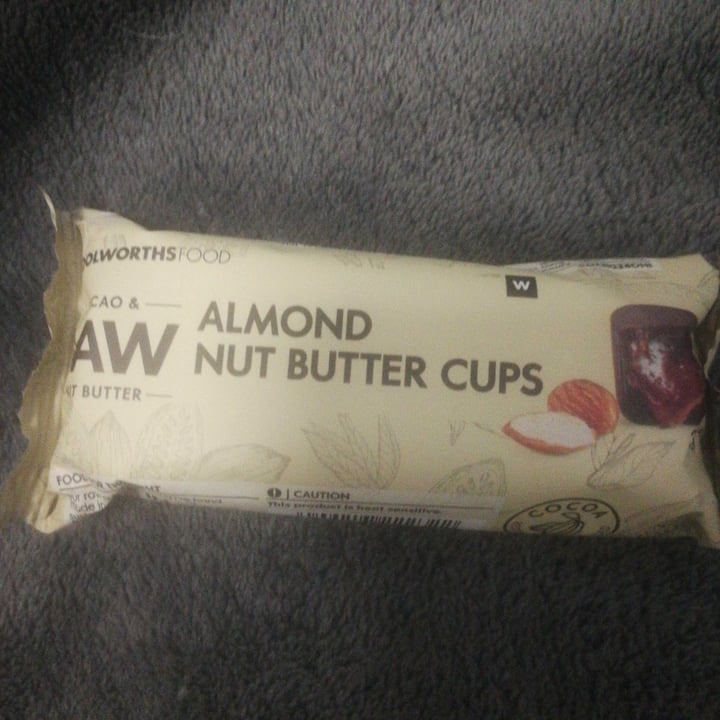 OLWORTHSFOOD
W
CAO &
AW
T BUTTER
ALMOND
NUT BUTTER CUPS
CAUTION
This product is heat sensitive.
COCOA